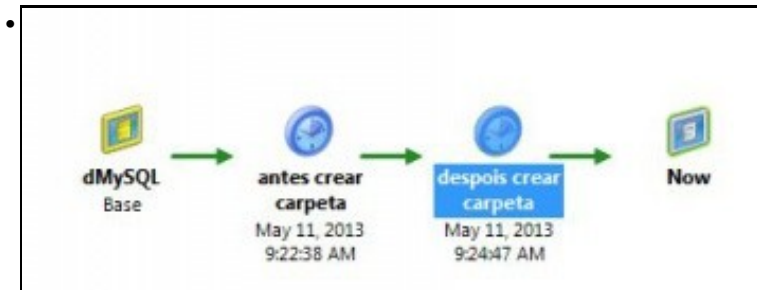 dMySQL
Base
antes crear
carpeta
May 11, 2013
9:22:38 AM
despois crear
carpeta
May 11, 2013
9:24:47 AM
Now